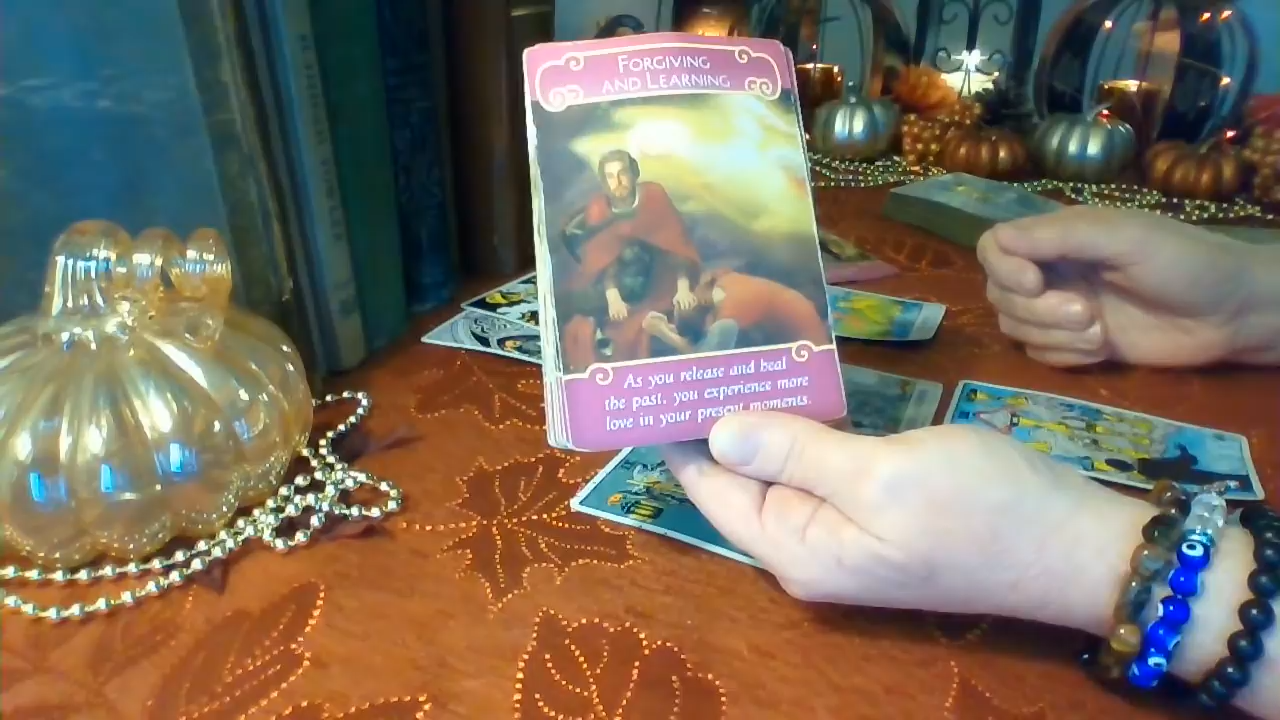 FORGIVING
AND LEARNING
As you release and heal
the past, you experience more
love in your present moments.